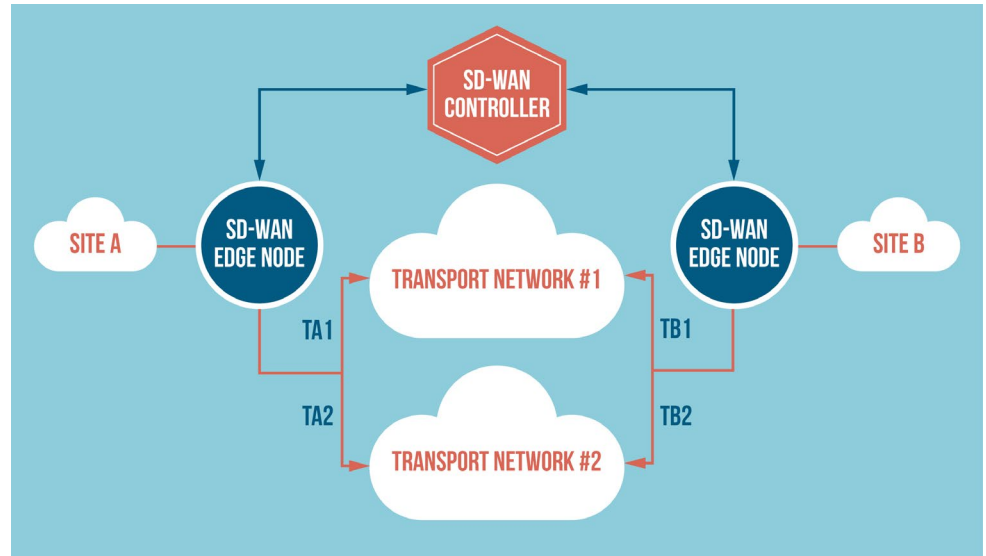 SD-WAN
CONTROLLER
SITE A
SD-WAN
EDGE NODE
TRANSPORT NETWORK #1
SD-WAN
EDGE NODE
SITE B
TA1
TB1
TA2
TB2
TRANSPORT NETWORK #2